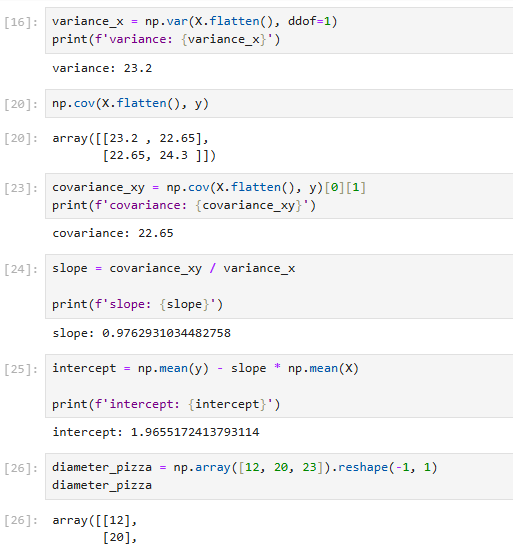 [16]: variance_x = np.var(X.flatten(), ddof=1)
print(f'variance: {variance_x}')
variance: 23.2
[20]: np.cov(X.flatten(), y)
[20]: array([[23.2 , 22.65],
[22.65, 24.3 ]])
[23]: covariance_xy = np.cov(X.flatten(), y)[0][1]
print(f'covariance: {covariance_xy}')
covariance: 22.65
[24]: slope = covariance_xy / variance_x
print(f'slope: {slope}')
slope: 0.9762931034482758
[25]: intercept = np.mean(y) - slope * np.mean(X)
print(f'intercept: {intercept}')
intercept: 1.9655172413793114
[26]: diameter_pizza = np.array([12, 20, 23]).reshape(-1, 1)
diameter_pizza
[26]: array([[12],
[20],